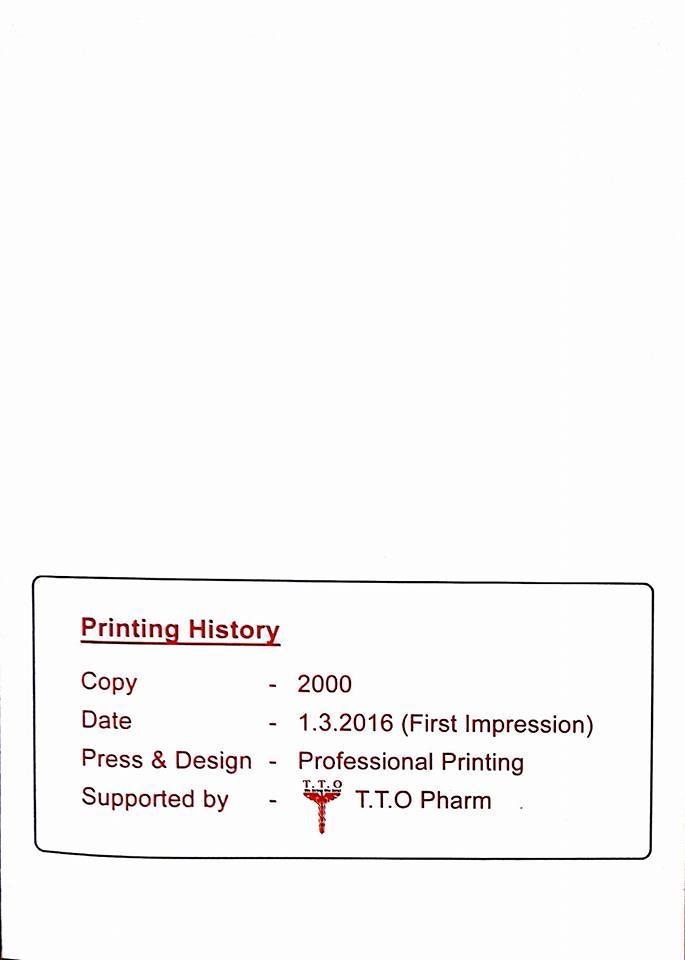 Printing History
Copy - 2000
Date - 1.3.2016 (First Impression)
Press & Design - Professional Printing
Supported by - T.T.O T.T.O Pharm